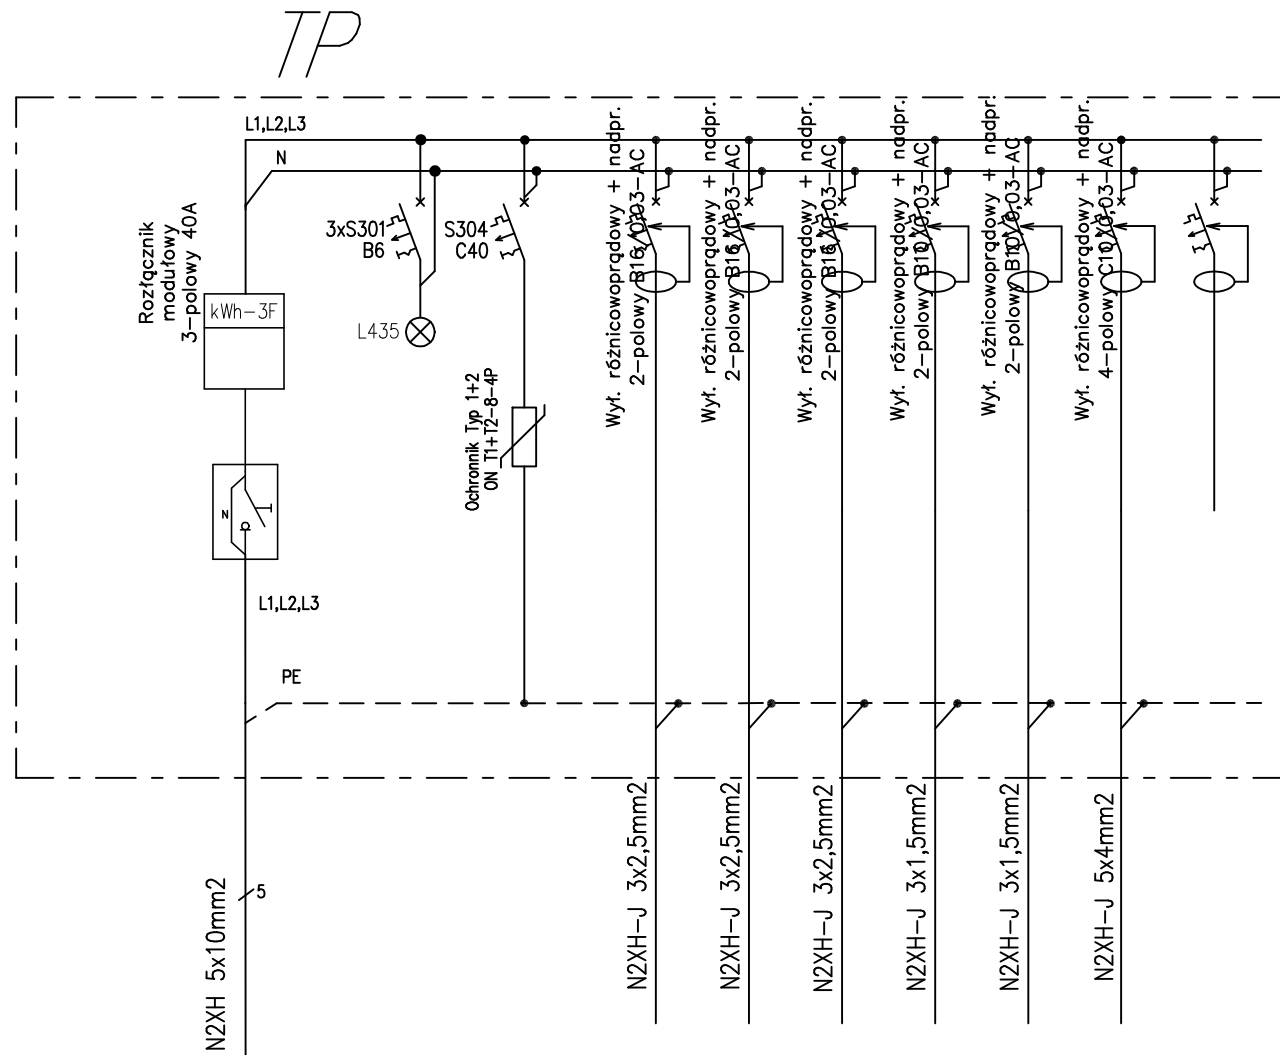 TP
L1,L2,L3
N
Rozłącznik
modułowy
3-polowy 40A
kWh-3F
3xS301
B6
S304
C40
L435
Ochronnik Typ 1+2
ON T1+T2-8-4P
Wył. różnicowoprądowy + nadpr.
2-polowy B16/0,03-AC
Wył. różnicowoprądowy + nadpr.
2-polowy B16/0,03-AC
Wył. różnicowoprądowy + nadpr.
2-polowy B16/0,03-AC
Wył. różnicowoprądowy + nadpr.
2-polowy B10/0,03-AC
Wył. różnicowoprądowy + nadpr.
2-polowy B10/0,03-AC
Wył. różnicowoprądowy + nadpr.
4-polowy C10/0,03-AC
N
L1,L2,L3
PE
5
N2XH 5x10mm2
N2XH-J 3x2,5mm2
N2XH-J 3x2,5mm2
N2XH-J 3x2,5mm2
N2XH-J 3x1,5mm2
N2XH-J 3x1,5mm2
N2XH-J 5x4mm2